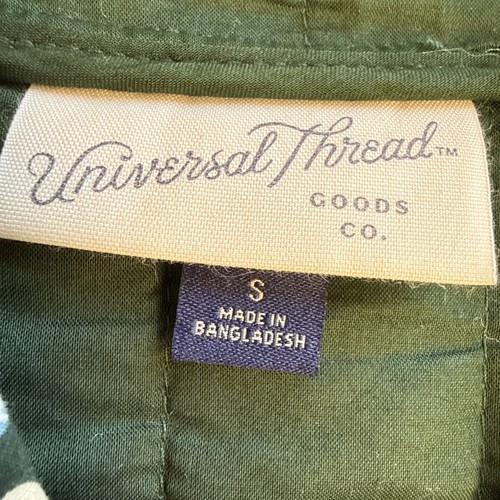 Universal Thread™
GOODS
CO.
S
MADE IN
BANGLADESH